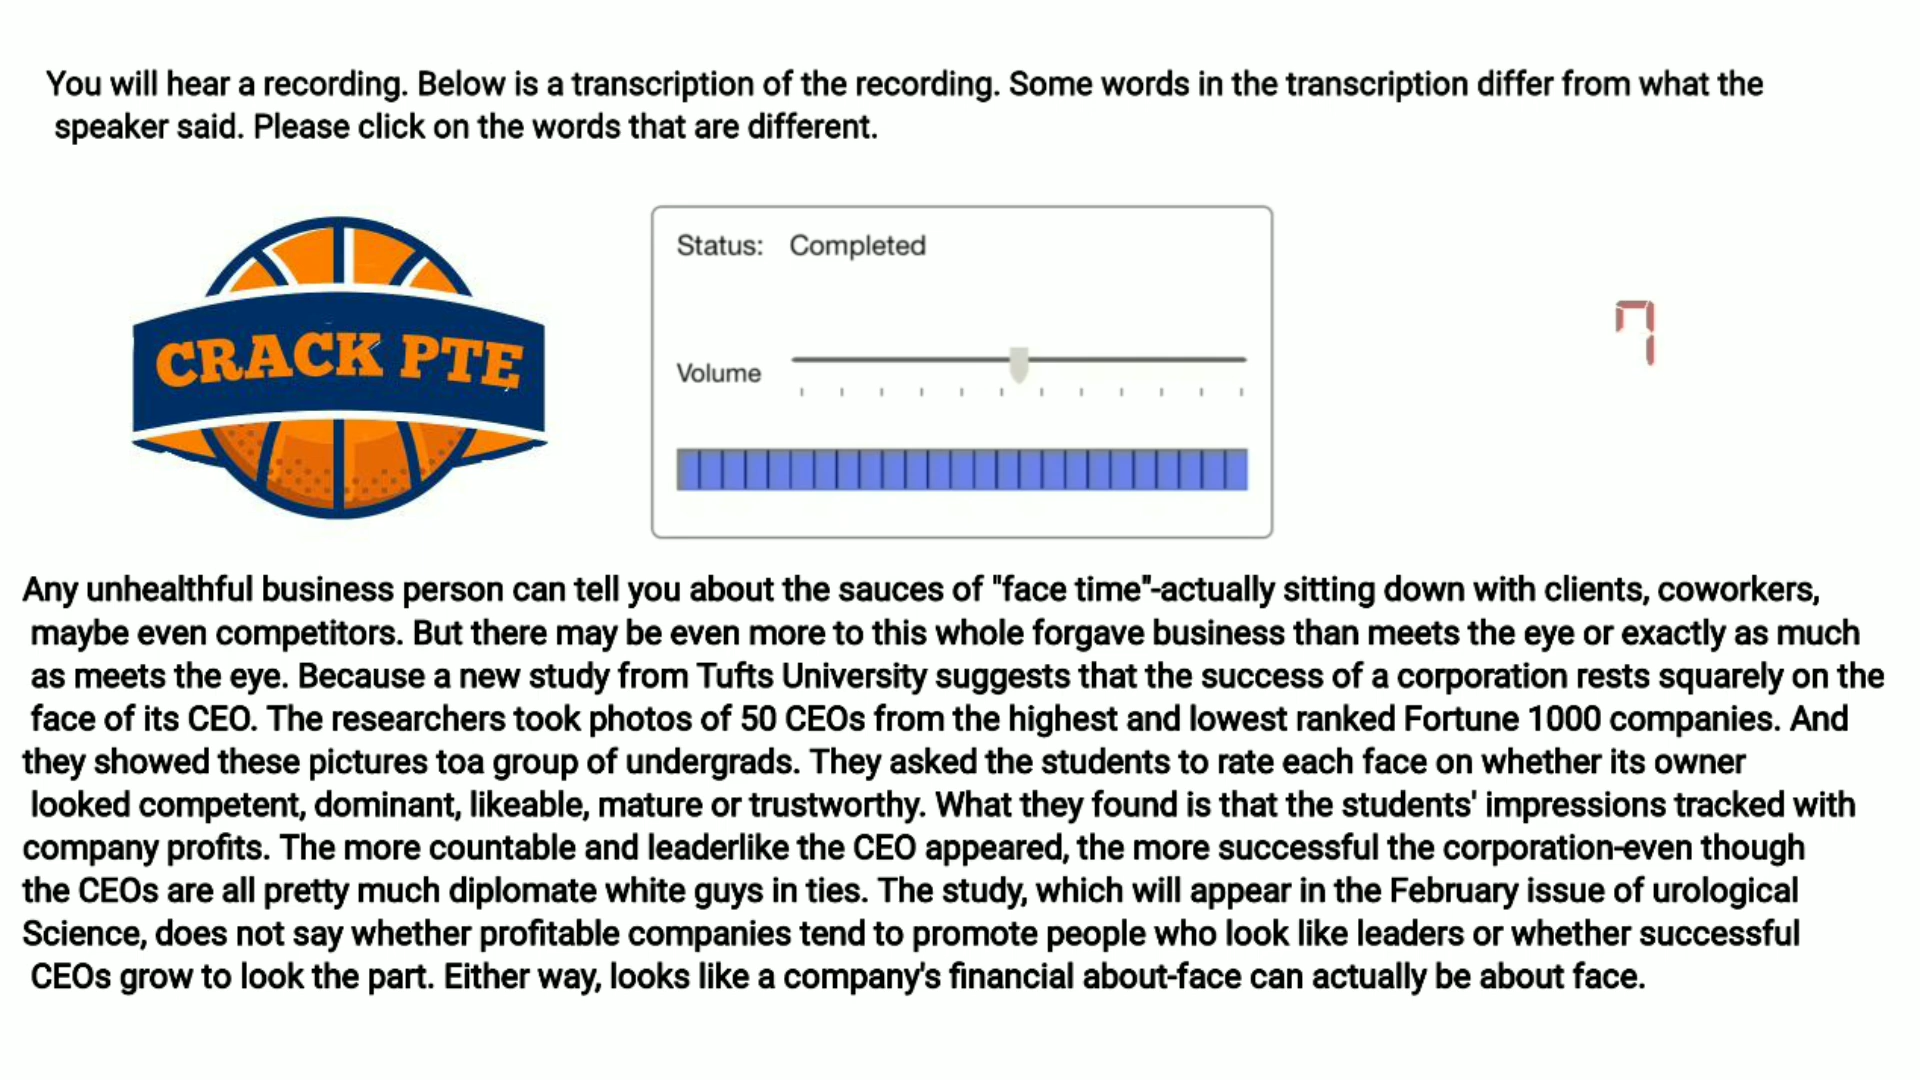 You will hear a recording. Below is a transcription of the recording. Some words in the transcription differ from what the
speaker said. Please click on the words that are different.
CRACK PTE
Status: Completed
Volume
7
Any unhealthful business person can tell you about the sauces of "face time"-actually sitting down with clients, coworkers,
maybe even competitors. But there may be even more to this whole forgave business than meets the eye or exactly as much
as meets the eye. Because a new study from Tufts University suggests that the success of a corporation rests squarely on the
face of its CEO. The researchers took photos of 50 CEOs from the highest and lowest ranked Fortune 1000 companies. And
they showed these pictures toa group of undergrads. They asked the students to rate each face on whether its owner
looked competent, dominant, likeable, mature or trustworthy. What they found is that the students' impressions tracked with
company profits. The more countable and leaderlike the CEO appeared, the more successful the corporation-even though
the CEOs are all pretty much diplomate white guys in ties. The study, which will appear in the February issue of urological
Science, does not say whether profitable companies tend to promote people who look like leaders or whether successful
CEOs grow to look the part. Either way, looks like a company's financial about-face can actually be about face.